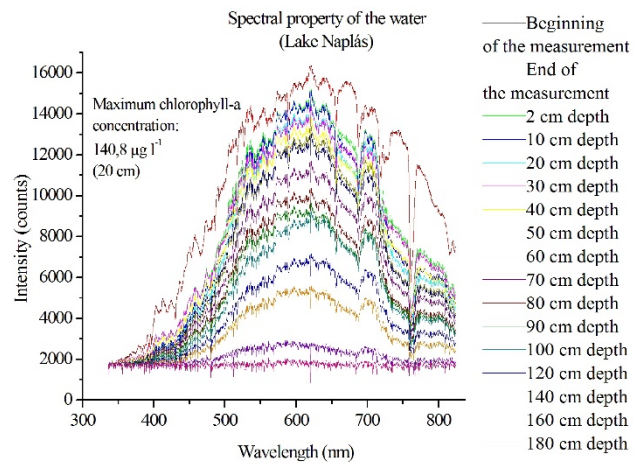 Spectral property of the water
(Lake Naplás)
Maximum chlorophyll-a
concentration:
140,8 µg l⁻¹
(20 cm)
Intensity (counts)
16000
14000
12000
10000
8000
6000
4000
2000
0
300 400 500 600 700 800
Wavelength (nm)
Beginning
of the measurement
End of
the measurement
2 cm depth
10 cm depth
20 cm depth
30 cm depth
40 cm depth
50 cm depth
60 cm depth
70 cm depth
80 cm depth
90 cm depth
100 cm depth
120 cm depth
140 cm depth
160 cm depth
180 cm depth